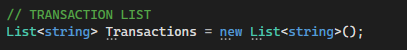 // TRANSACTION LIST
List<string> Transactions = new List<string>();